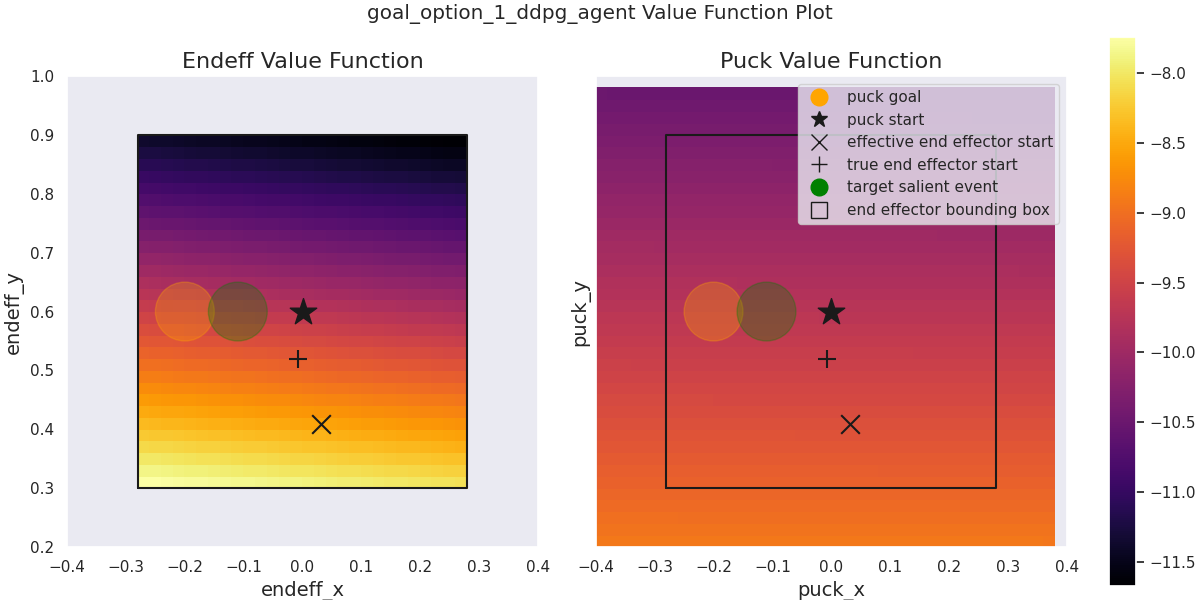 goal_option_1_ddpg_agent Value Function Plot
Endeff Value Function
1.0
0.9
0.8
0.7
0.6
0.5
0.4
0.3
0.2
endeff_y
−0.4 −0.3 −0.2 −0.1 0.0 0.1 0.2 0.3 0.4
endeff_x
Puck Value Function
puck goal
puck start
effective end effector start
true end effector start
target salient event
end effector bounding box
puck_y
−0.4 −0.3 −0.2 −0.1 0.0 0.1 0.2 0.3 0.4
puck_x
−8.0
−8.5
−9.0
−9.5
−10.0
−10.5
−11.0
−11.5